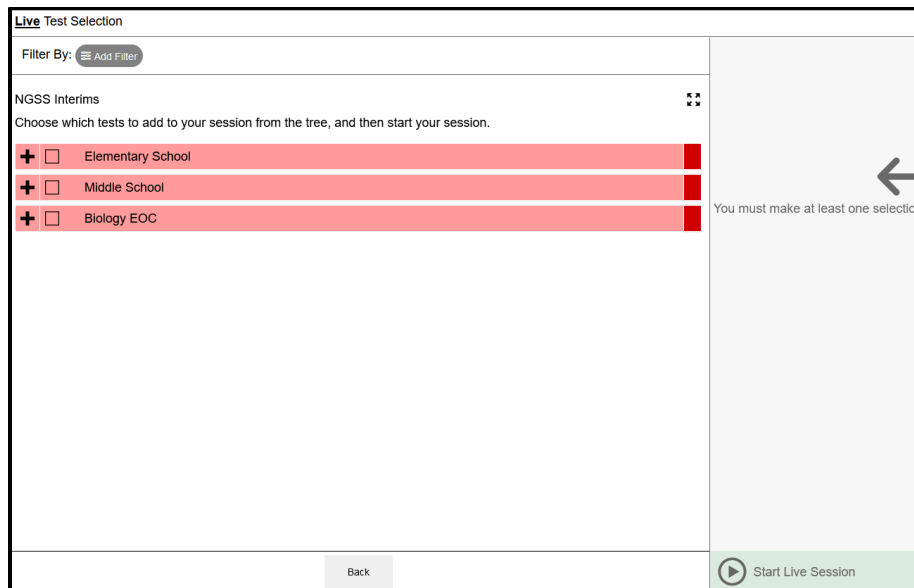 Live Test Selection
Filter By: Add Filter
NGSS Interims
Choose which tests to add to your session from the tree, and then start your session.
Elementary School
Middle School
Biology EOC
You must make at least one
Back
Start Live Session